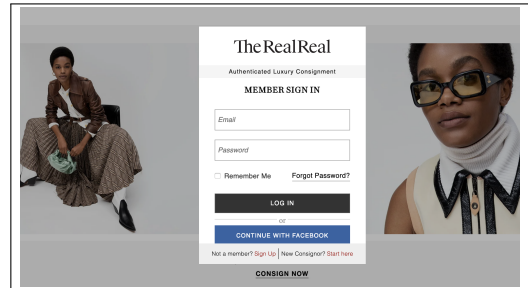 The RealReal
Authenticated Luxury Consignment
MEMBER SIGN IN
Email
Password
Remember Me Forgot Password?
LOG IN
or
CONTINUE WITH FACEBOOK
Not a member? Sign Up | New Consignor? Start here
CONSIGN NOW